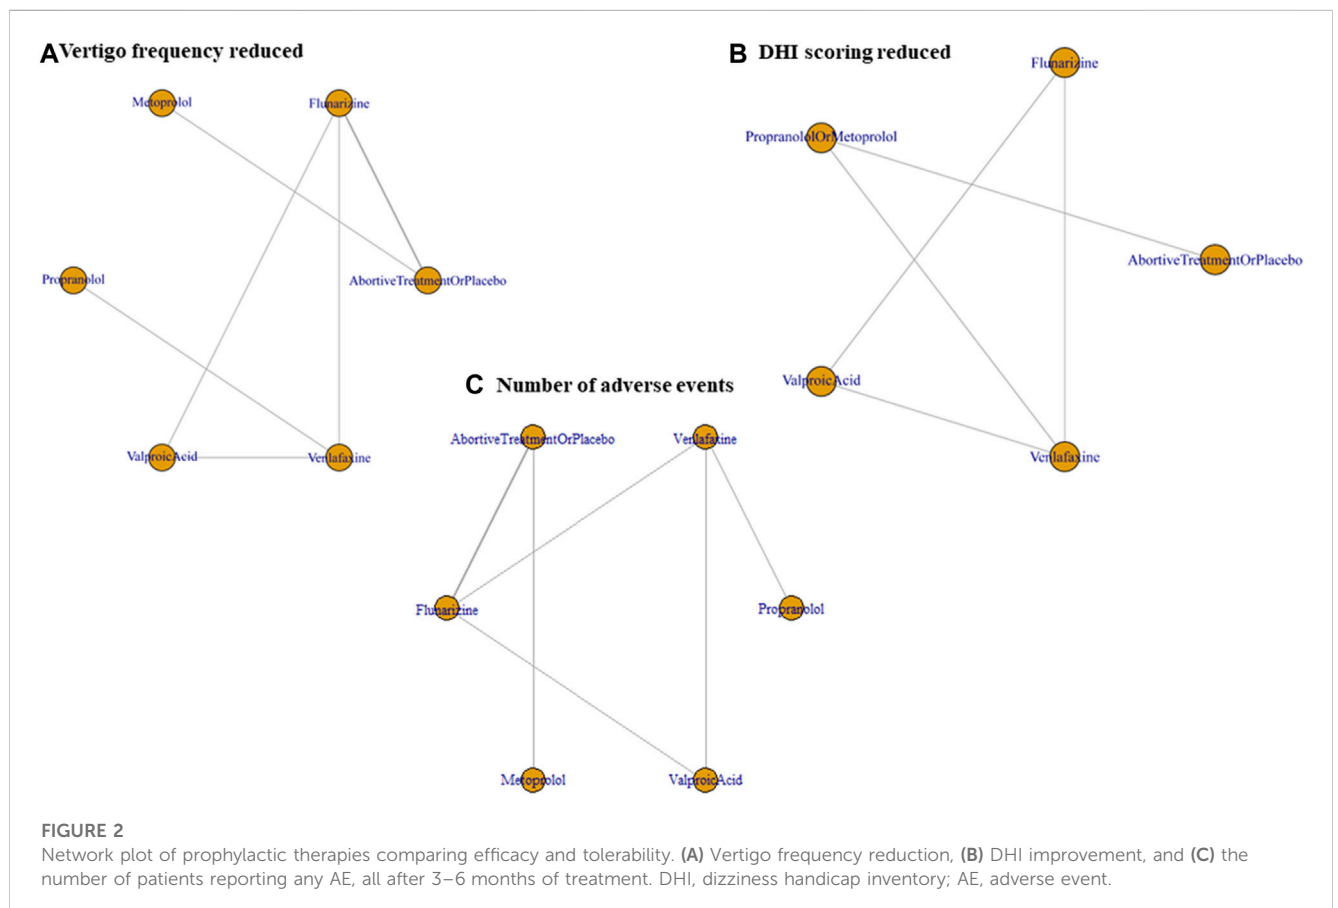 A Vertigo frequency reduced
Metoprolol
Flunarizine
Propranolol
AbortiveTreatmentOrPlacebo
ValproicAcid
Venlafaxine
B DHI scoring reduced
Flunarizine
PropranololOrMetoprolol
AbortiveTreatmentOrPlacebo
ValproicAcid
Venlafaxine
C Number of adverse events
AbortiveTreatmentOrPlacebo
Venlafaxine
Flunarizine
Propranolol
Metoprolol
ValproicAcid
FIGURE 2
Network plot of prophylactic therapies comparing efficacy and tolerability. (A) Vertigo frequency reduction, (B) DHI improvement, and (C) the
number of patients reporting any AE, all after 3–6 months of treatment. DHI, dizziness handicap inventory; AE, adverse event.